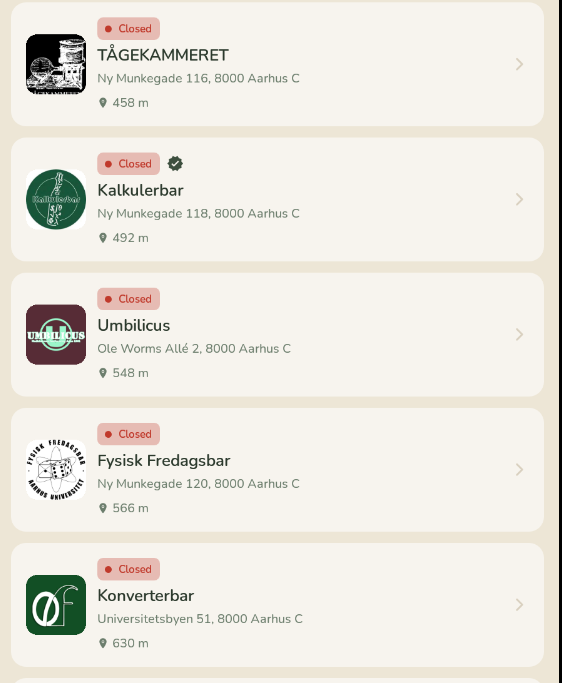 Closed
TÅGEKAMMERET
Ny Munkegade 116, 8000 Aarhus C
458 m
Closed
Kalkulerbar
Kalkulerbar
Ny Munkegade 118, 8000 Aarhus C
492 m
Closed
UMBILICUS
Umbilicus
Ole Worms Allé 2, 8000 Aarhus C
548 m
Closed
FYSISK FREDAGSBAR
AARHUS UNIVERSITET
Fysisk Fredagsbar
Ny Munkegade 120, 8000 Aarhus C
566 m
Closed
ØF
Konverterbar
Universitetsbyen 51, 8000 Aarhus C
630 m